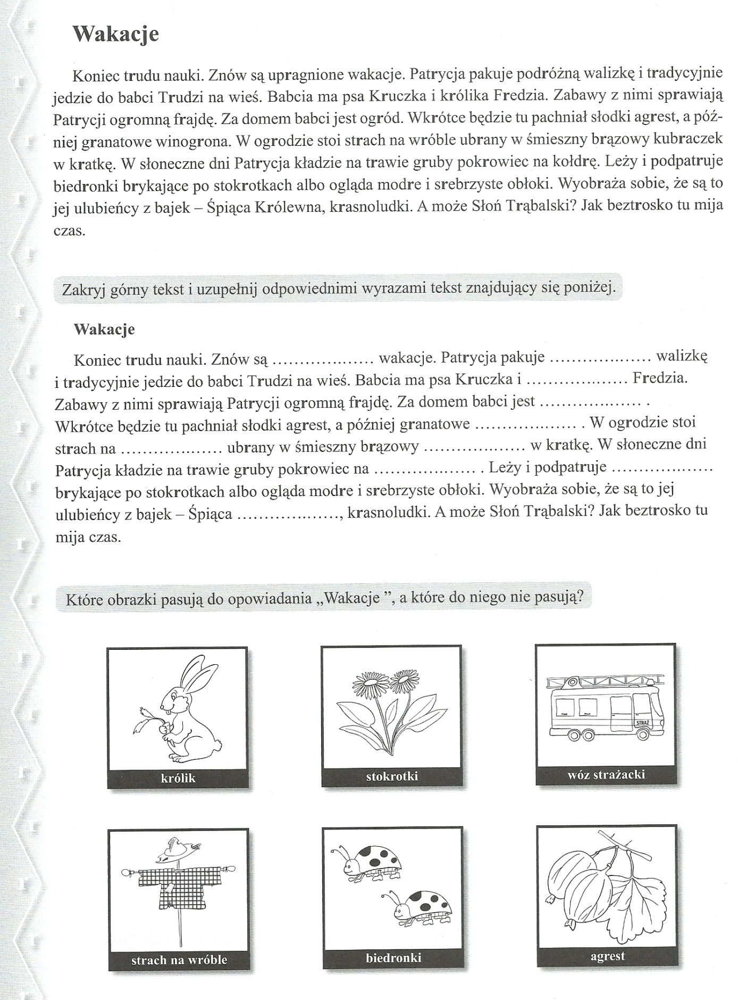 Wakacje
Koniec trudu nauki. Znów są upragnione wakacje. Patrycja pakuje podróżną walizkę i tradycyjnie
jedzie do babci Trudzi na wieś. Babcia ma psa Kruczka i królika Fredzia. Zabawy z nimi sprawiają
Patrycji ogromną frajdę. Za domem babci jest ogród. Wkrótce będzie tu pachniał słodki agrest, a póź-
niej granatowe winogrona. W ogrodzie stoi strach na wróble ubrany w śmieszny brązowy kubraczek
w kratkę. W słoneczne dni Patrycja kładzie na trawie gruby pokrowiec na kołdrę. Leży i podpatruje
biedronki brykające po stokrotkach albo ogląda modre i srebrzyste obłoki. Wyobraża sobie, że są to
jej ulubieńcy z bajek – Śpiąca Królewna, krasnoludki. A może Słoń Trąbalski? Jak beztrosko tu mija
czas.
Zakryj górny tekst i uzupełnij odpowiednimi wyrazami tekst znajdujący się poniżej.
Wakacje
Koniec trudu nauki. Znów są ................... wakacje. Patrycja pakuje ................... walizkę
i tradycyjnie jedzie do babci Trudzi na wieś. Babcia ma psa Kruczka i ................... Fredzia.
Zabawy z nimi sprawiają Patrycji ogromną frajdę. Za domem babci jest ................... .
Wkrótce będzie tu pachniał słodki agrest, a później granatowe ................... . W ogrodzie stoi
strach na ................... ubrany w śmieszny brązowy ................... w kratkę. W słoneczne dni
Patrycja kładzie na trawie gruby pokrowiec na ................... . Leży i podpatruje ...................
brykające po stokrotkach albo ogląda modre i srebrzyste obłoki. Wyobraża sobie, że są to jej
ulubieńcy z bajek – Śpiąca ..................., krasnoludki. A może Słoń Trąbalski? Jak beztrosko tu
mija czas.
Które obrazki pasują do opowiadania „Wakacje ”, a które do niego nie pasują?
STRAŻ
królik
stokrotki
wóz strażacki
strach na wróble
biedronki
agrest